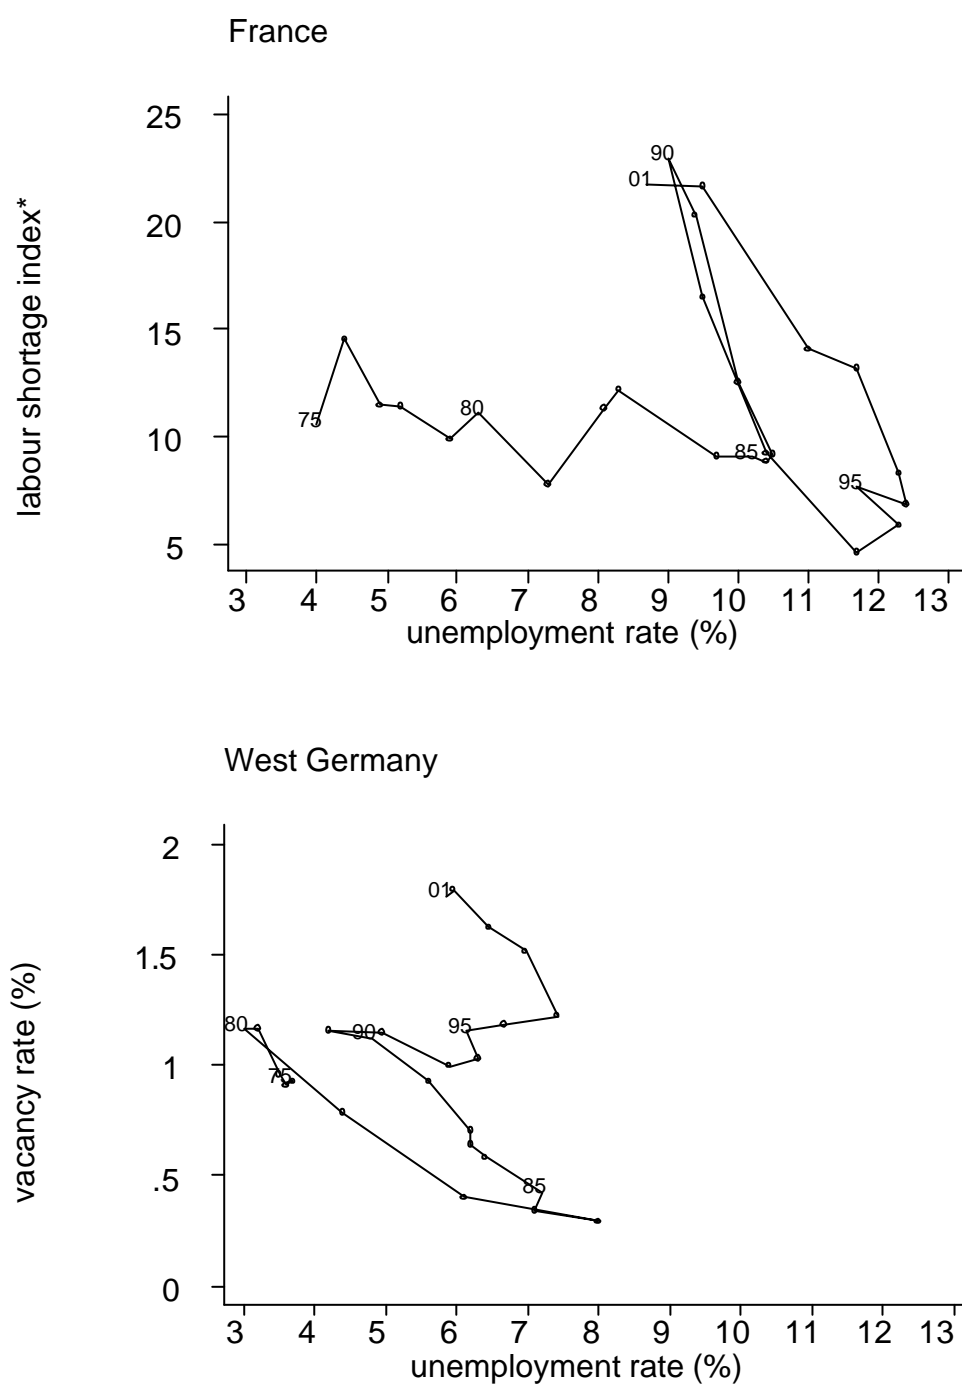 France
labour shortage index*
25
20
15
10
5
90
01
75
80
85
95
3 4 5 6 7 8 9 10 11 12 13
unemployment rate (%)
West Germany
vacancy rate (%)
2
1.5
1
.5
0
01
80
90
95
75
85
3 4 5 6 7 8 9 10 11 12 13
unemployment rate (%)